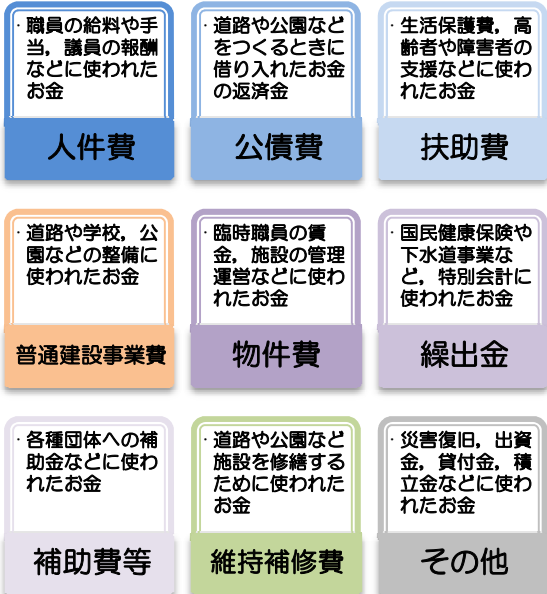 ・職員の給料や手
当，議員の報酬
などに使われた
お金
人件費
・道路や公園など
をつくるときに
借り入れたお金
の返済金
公債費
・生活保護費，高
齢者や障害者の
支援などに使わ
れたお金
扶助費
・道路や学校，公
園などの整備に
使われたお金
普通建設事業費
・臨時職員の賃
金，施設の管理
運営などに使わ
れたお金
物件費
・国民健康保険や
下水道事業な
ど，特別会計に
使われたお金
繰出金
・各種団体への補
助金などに使わ
れたお金
補助費等
・道路や公園など
施設を修繕する
ために使われた
お金
維持補修費
・災害復旧，出資
金，貸付金，積
立金などに使わ
れたお金
その他